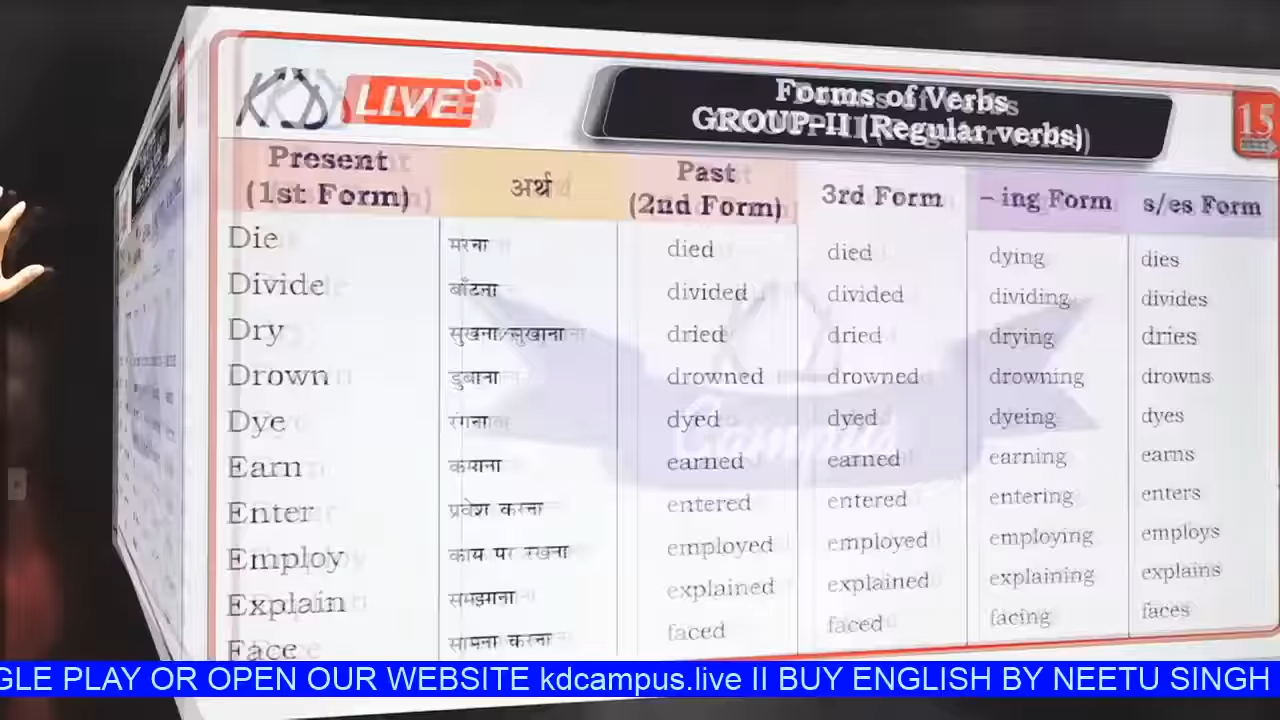 KD LIVE
Forms of Verbs
GROUP-II (Regular verbs)
15
Present (1st Form) अर्थ Past (2nd Form) 3rd Form – ing Form s/es Form
Die मरना died died dying dies
Divide बाँटना divided divided dividing divides
Dry सुखना/सुखाना dried dried drying dries
Drown डुबाना drowned drowned drowning drowns
Dye रंगना dyed dyed dyeing dyes
Earn कमाना earned earned earning earns
Enter प्रवेश करना entered entered entering enters
Employ काय पर रखना employed employed employing employs
Explain समझाना explained explained explaining explains
Face सामना करना faced faced facing faces
Campus
GLE PLAY OR OPEN OUR WEBSITE kdcampus.live II BUY ENGLISH BY NEETU SINGH